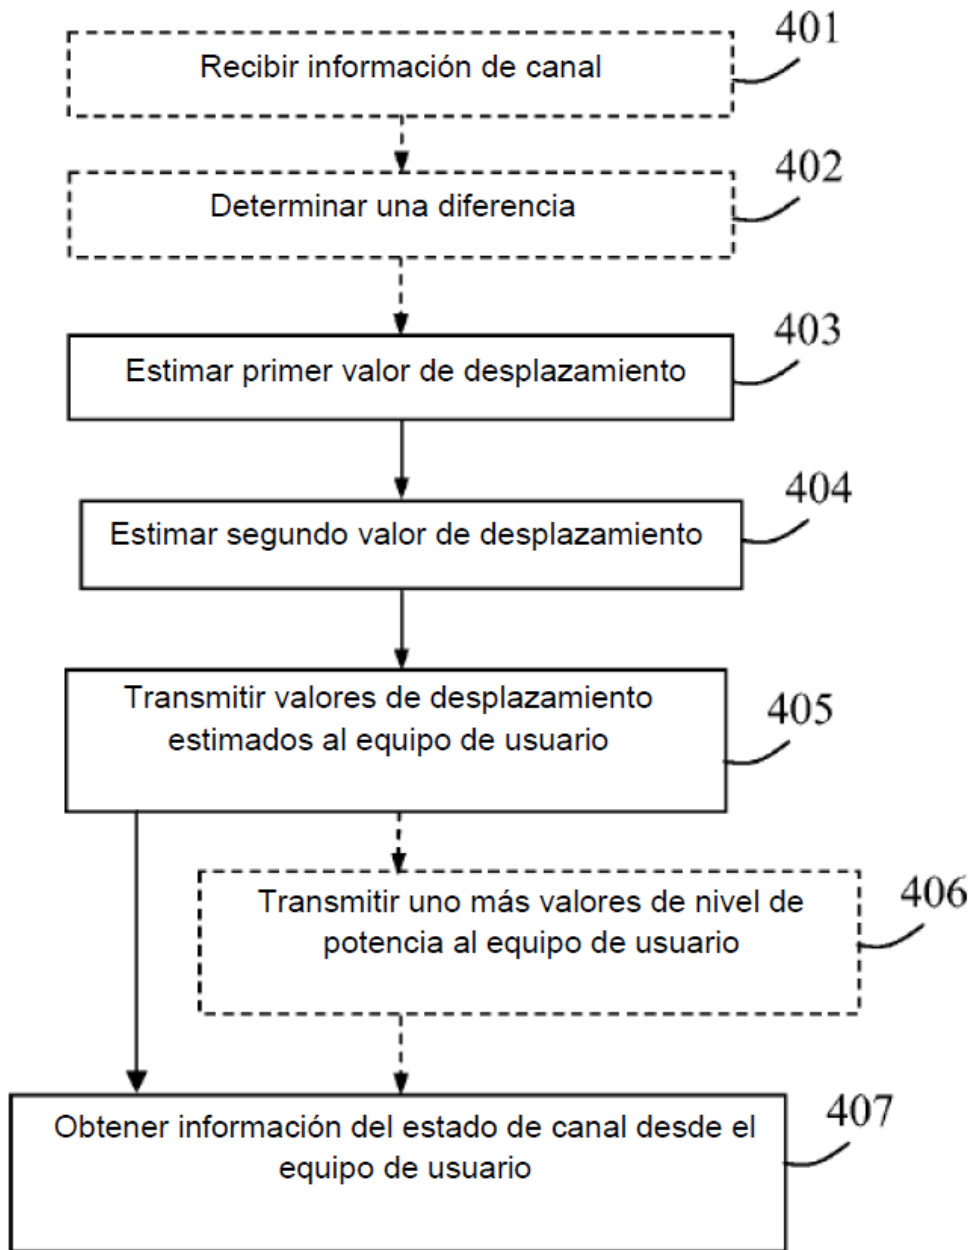 401
Recibir información de canal
402
Determinar una diferencia
403
Estimar primer valor de desplazamiento
404
Estimar segundo valor de desplazamiento
Transmitir valores de desplazamiento
estimados al equipo de usuario
405
Transmitir uno más valores de nivel de
potencia al equipo de usuario
406
Obtener información del estado de canal desde el
equipo de usuario
407